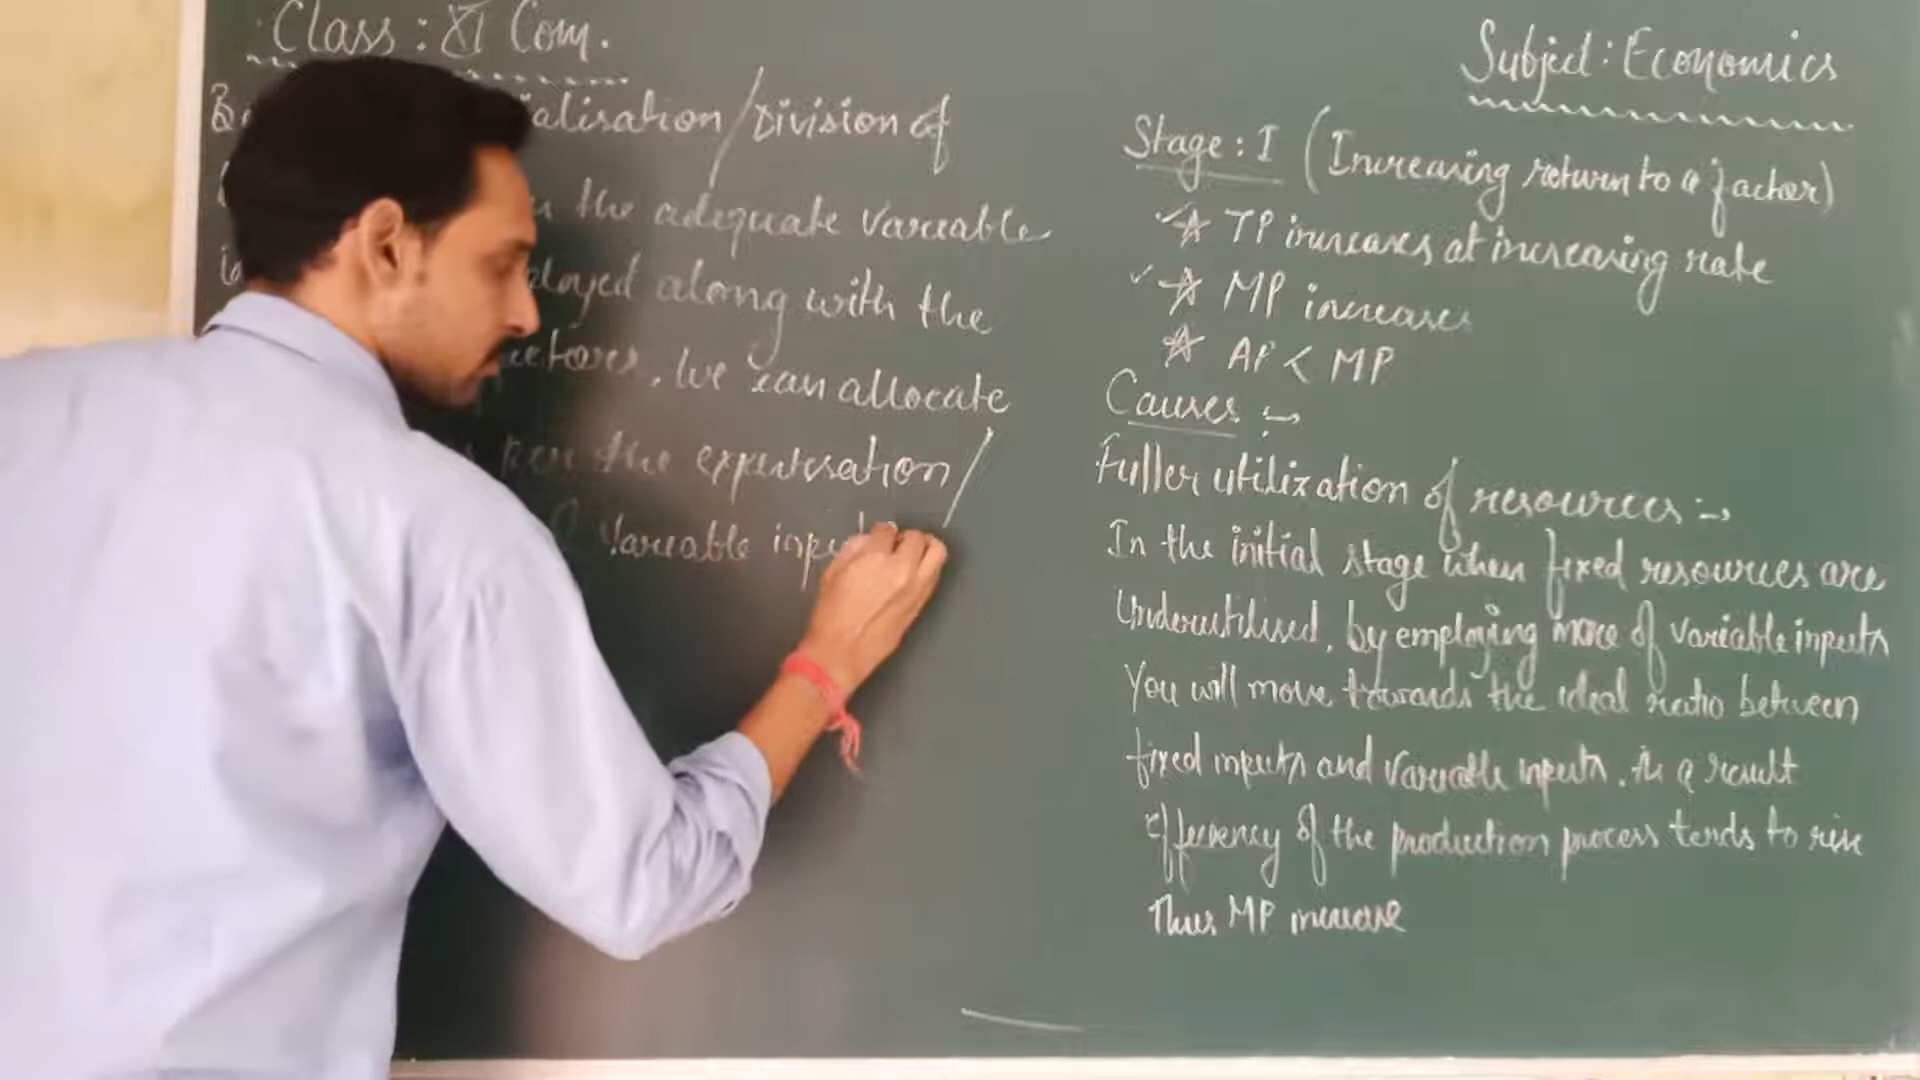 Class : XI Com.
alisation / Division of
the adequate variable
ployed along with the
We can allocate
per the expertisation /
variable inputs
Subject : Economics
Stage : I (Increasing return to a factor)
TP increases at increasing rate
MP increases
AP < MP
Causes :-
Fuller utilization of resources :-
In the initial stage when fixed resources are
Underutilised, by employing more of variable inputs
You will move towards the ideal ratio between
fixed inputs and variable inputs. As a result
efficiency of the production process tends to rise
Thus MP increase